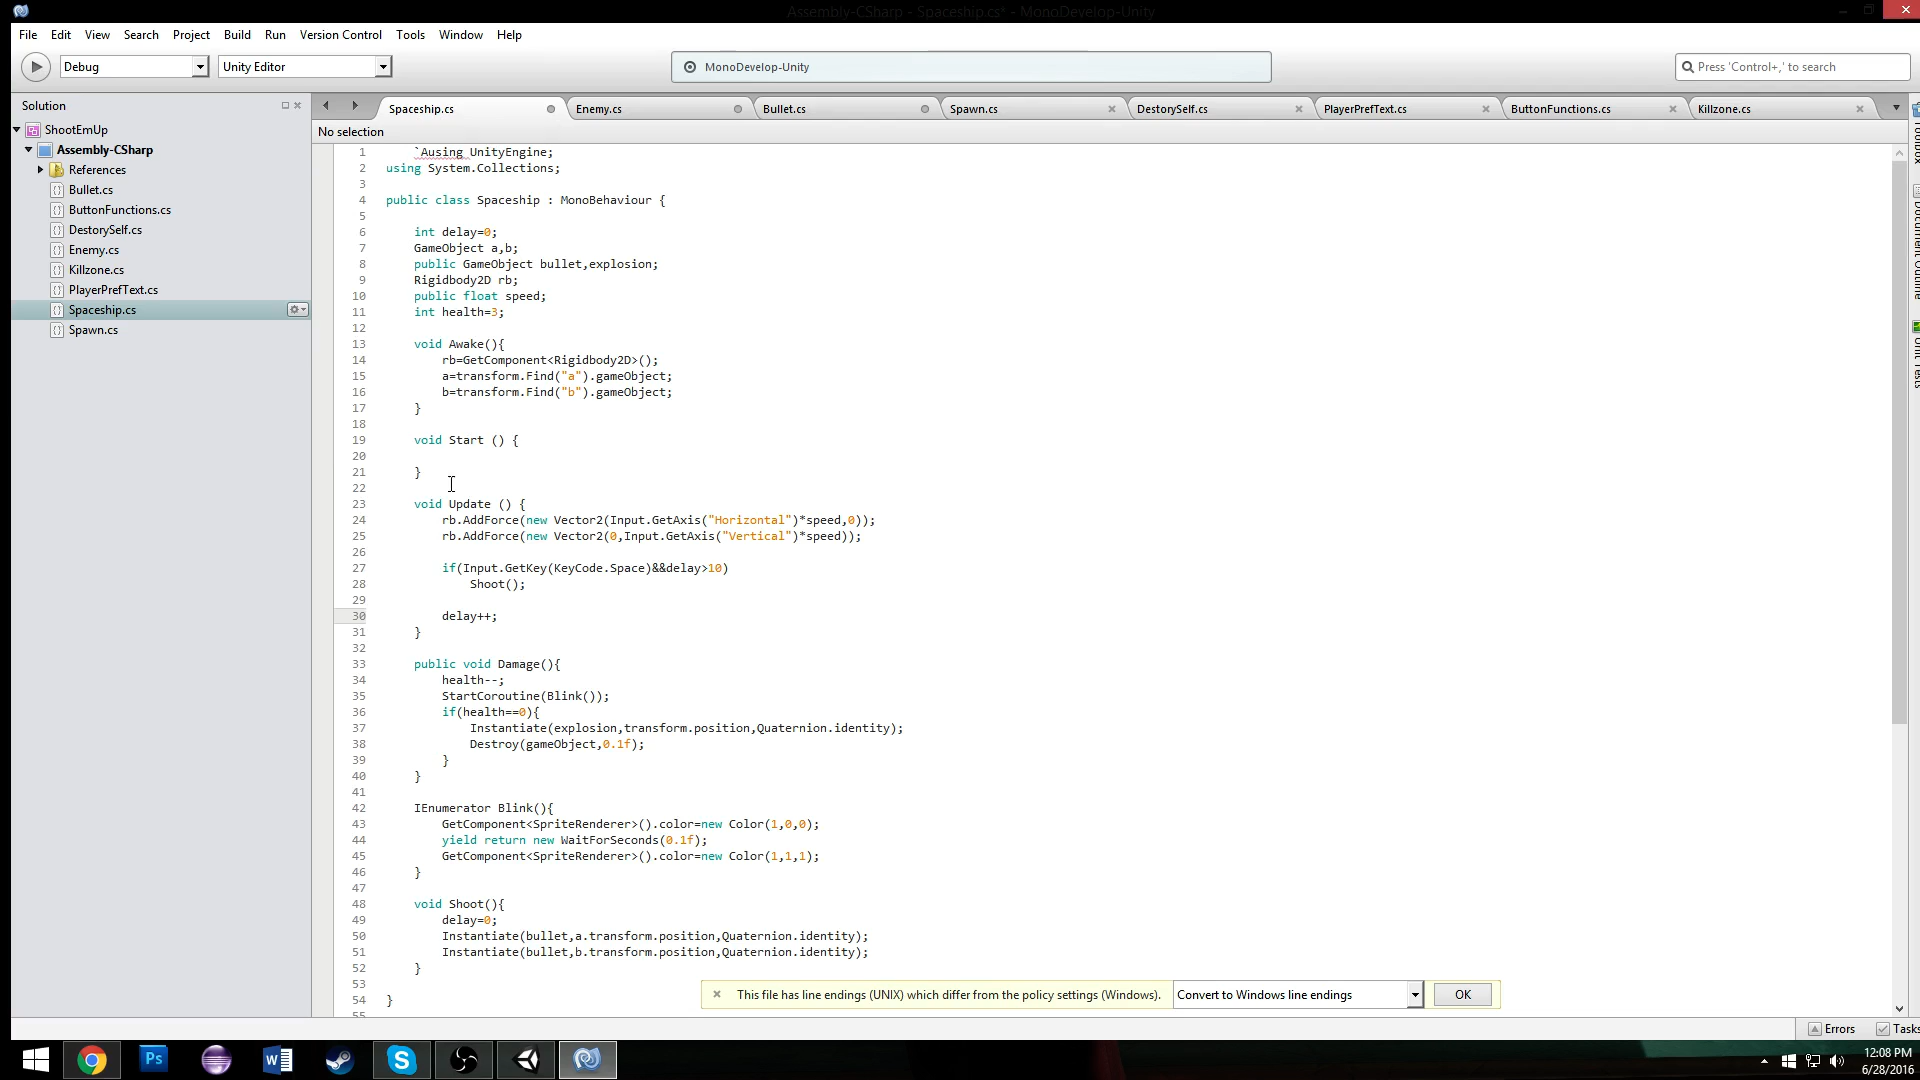 Assembly-CSharp - Spaceship.cs* - MonoDevelop-Unity
File Edit View Search Project Build Run Version Control Tools Window Help
Debug Unity Editor MonoDevelop-Unity Press 'Control+,' to search
Solution
ShootEmUp
Assembly-CSharp
References
Bullet.cs
ButtonFunctions.cs
DestorySelf.cs
Enemy.cs
Killzone.cs
PlayerPrefText.cs
Spaceship.cs
Spawn.cs
Spaceship.cs Enemy.cs Bullet.cs Spawn.cs DestorySelf.cs PlayerPrefText.cs ButtonFunctions.cs Killzone.cs
No selection
1 `Ausing UnityEngine;
2 using System.Collections;
3
4 public class Spaceship : MonoBehaviour {
5
6 int delay=0;
7 GameObject a,b;
8 public GameObject bullet,explosion;
9 Rigidbody2D rb;
10 public float speed;
11 int health=3;
12
13 void Awake(){
14 rb=GetComponent<Rigidbody2D>();
15 a=transform.Find("a").gameObject;
16 b=transform.Find("b").gameObject;
17 }
18
19 void Start () {
20
21 }
22
23 void Update () {
24 rb.AddForce(new Vector2(Input.GetAxis("Horizontal")*speed,0));
25 rb.AddForce(new Vector2(0,Input.GetAxis("Vertical")*speed));
26
27 if(Input.GetKey(KeyCode.Space)&&delay>10)
28 Shoot();
29
30 delay++;
31 }
32
33 public void Damage(){
34 health--;
35 StartCoroutine(Blink());
36 if(health==0){
37 Instantiate(explosion,transform.position,Quaternion.identity);
38 Destroy(gameObject,0.1f);
39 }
40 }
41
42 IEnumerator Blink(){
43 GetComponent<SpriteRenderer>().color=new Color(1,0,0);
44 yield return new WaitForSeconds(0.1f);
45 GetComponent<SpriteRenderer>().color=new Color(1,1,1);
46 }
47
48 void Shoot(){
49 delay=0;
50 Instantiate(bullet,a.transform.position,Quaternion.identity);
51 Instantiate(bullet,b.transform.position,Quaternion.identity);
52 }
53
54 }
55
This file has line endings (UNIX) which differ from the policy settings (Windows). Convert to Windows line endings OK
Toolbox
Document Outline
Unit Tests
Errors Tasks
Ps
12:08 PM
6/28/2016